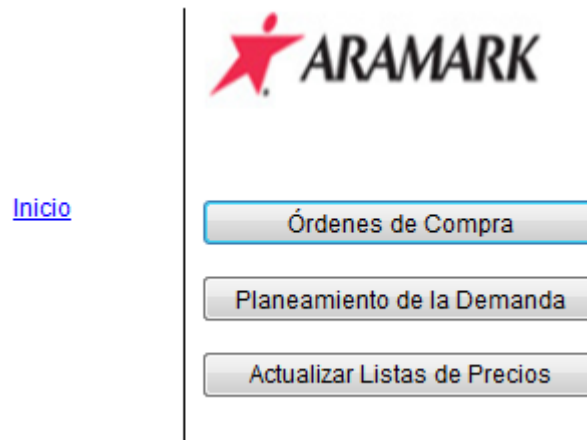 ARAMARK
Inicio
Órdenes de Compra
Planeamiento de la Demanda
Actualizar Listas de Precios